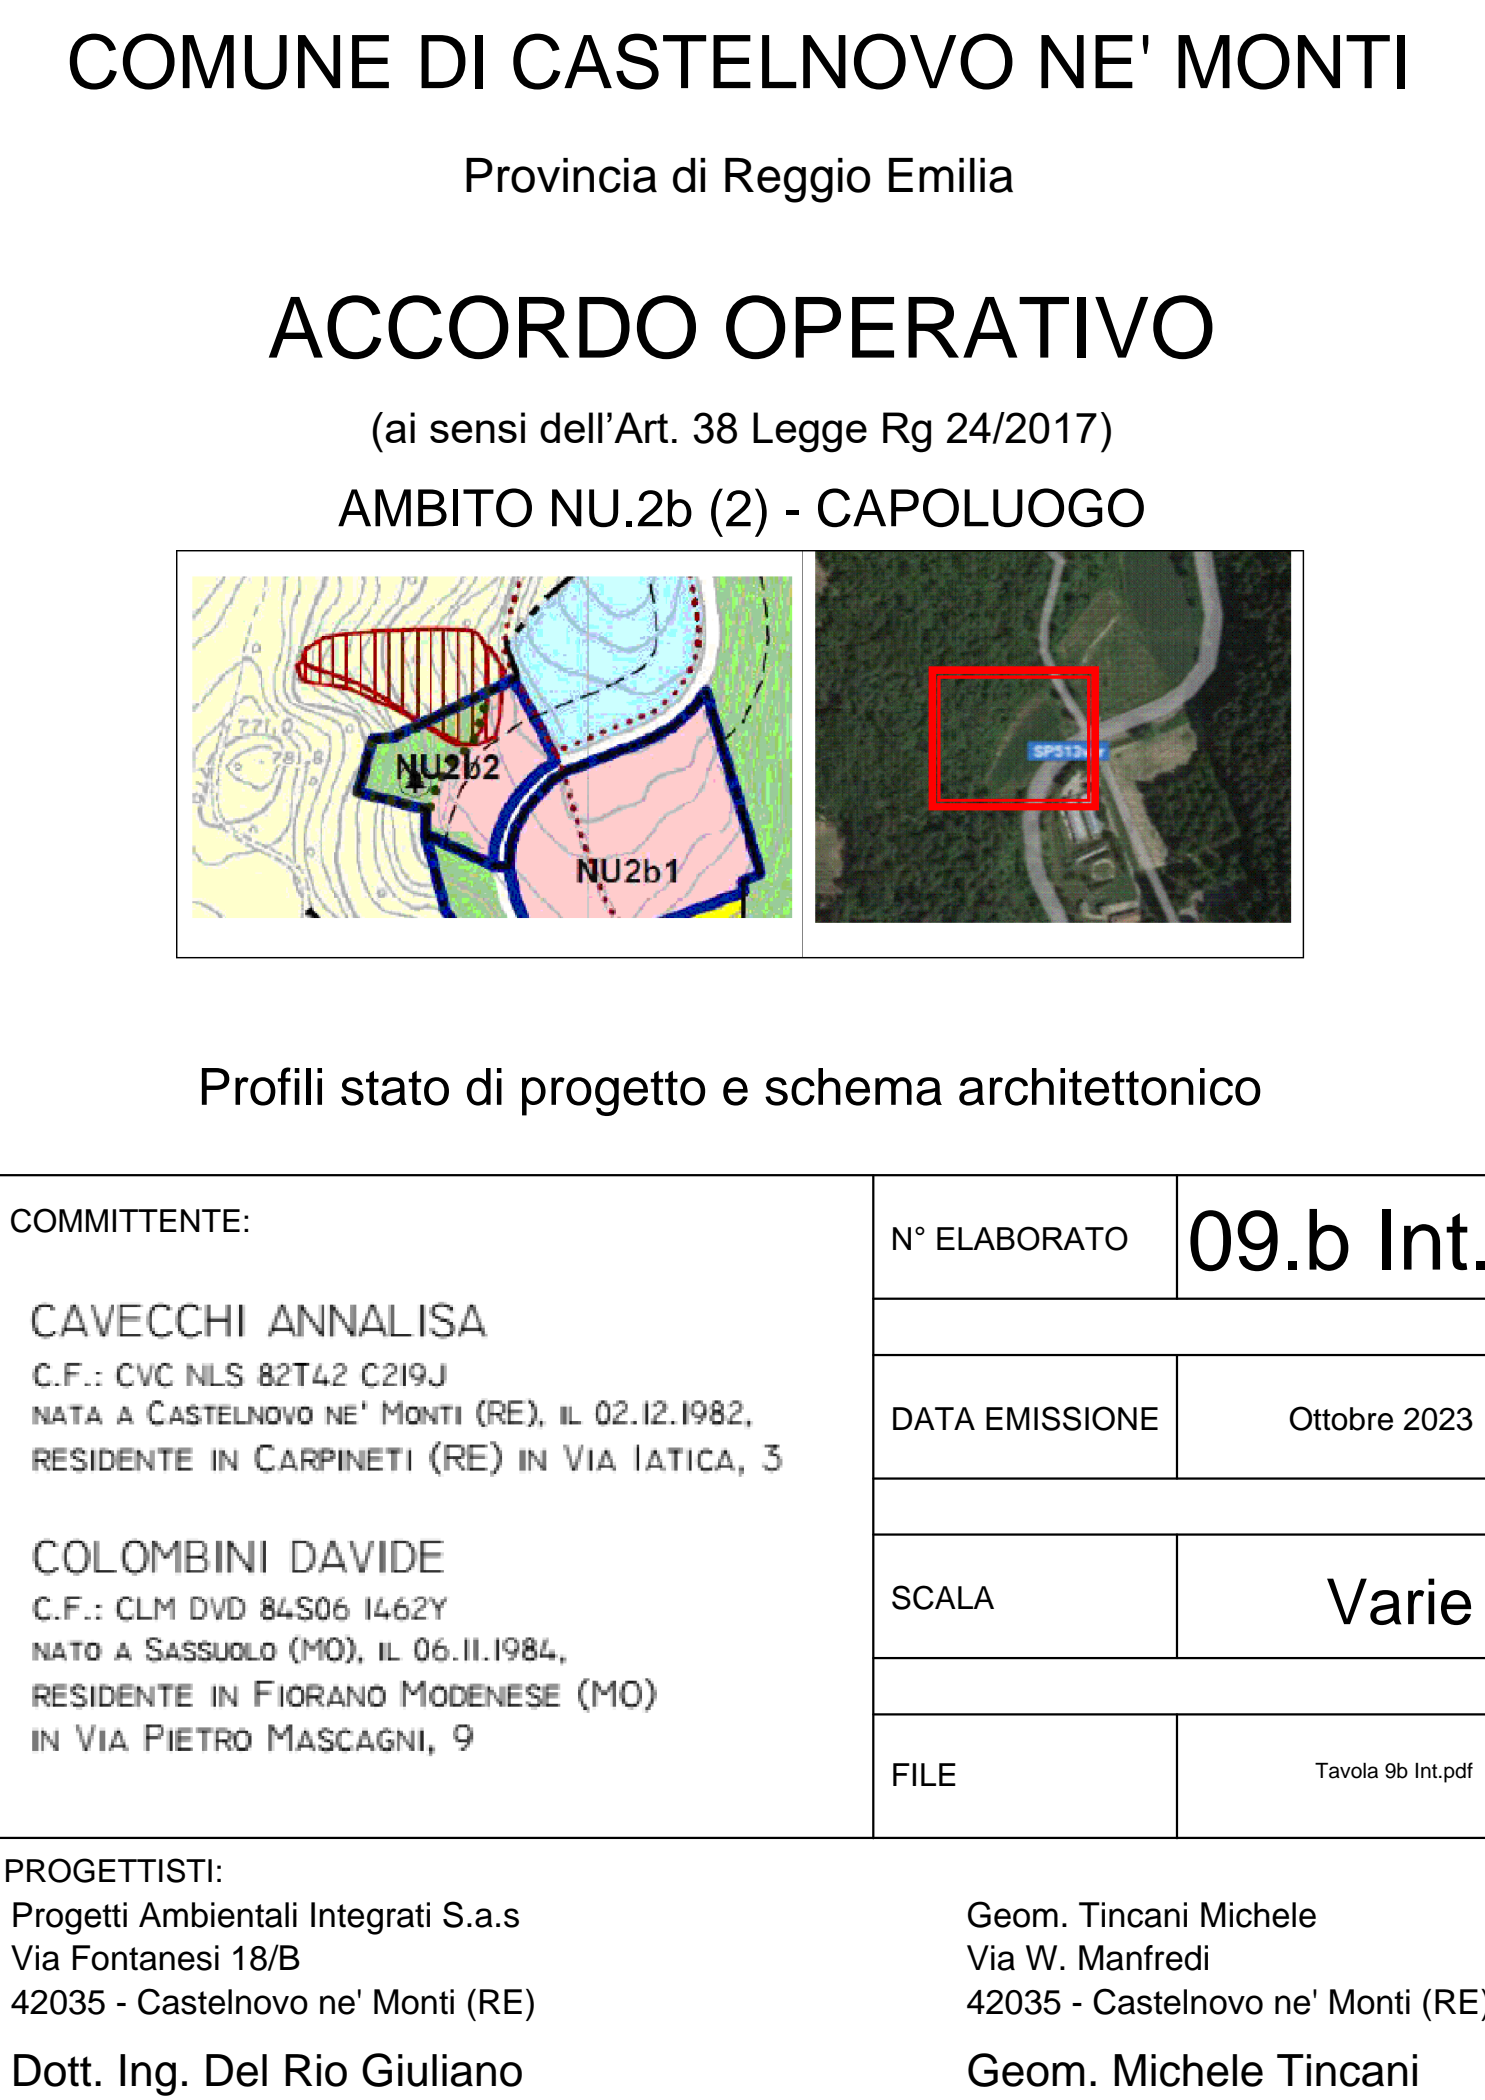 COMUNE DI CASTELNOVO NE' MONTI
Provincia di Reggio Emilia
ACCORDO OPERATIVO
(ai sensi dell’Art. 38 Legge Rg 24/2017)
AMBITO NU.2b (2) - CAPOLUOGO
771,0
781,8
NU2b2
NU2b1
Profili stato di progetto e schema architettonico
COMMITTENTE:
CAVECCHI ANNALISA
C.F.: CVC NLS 82T42 C219J
NATA A CASTELNOVO NE' MONTI (RE), IL 02.12.1982,
RESIDENTE IN CARPINETI (RE) IN VIA IATICA, 3
COLOMBINI DAVIDE
C.F.: CLM DVD 84S06 I462Y
NATO A SASSUOLO (MO), IL 06.11.1984,
RESIDENTE IN FIORANO MODENESE (MO)
IN VIA PIETRO MASCAGNI, 9
N° ELABORATO
09.b Int.
DATA EMISSIONE
Ottobre 2023
SCALA
Varie
FILE
Tavola 9b Int.pdf
PROGETTISTI:
Progetti Ambientali Integrati S.a.s
Via Fontanesi 18/B
42035 - Castelnovo ne' Monti (RE)
Dott. Ing. Del Rio Giuliano
Geom. Tincani Michele
Via W. Manfredi
42035 - Castelnovo ne' Monti (RE)
Geom. Michele Tincani